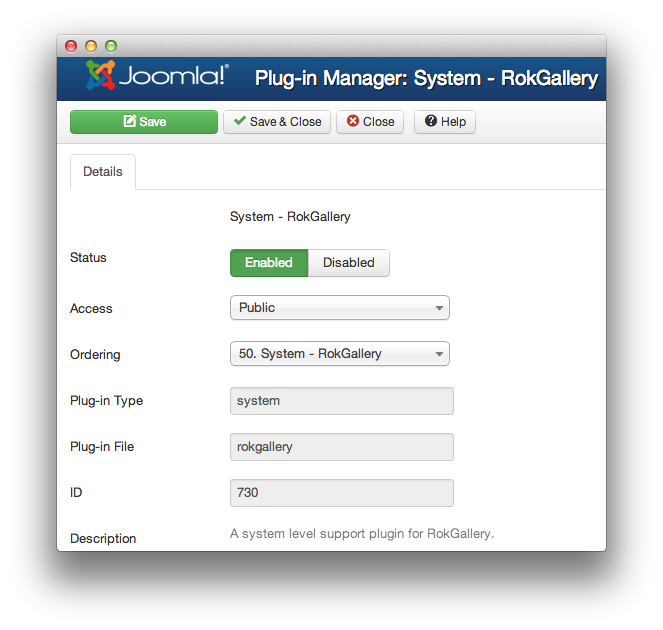 Joomla!® Plug-in Manager: System - RokGallery
Save Save & Close Close Help
Details
System - RokGallery
Status Enabled Disabled
Access Public
Ordering 50. System - RokGallery
Plug-in Type system
Plug-in File rokgallery
ID 730
Description A system level support plugin for RokGallery.